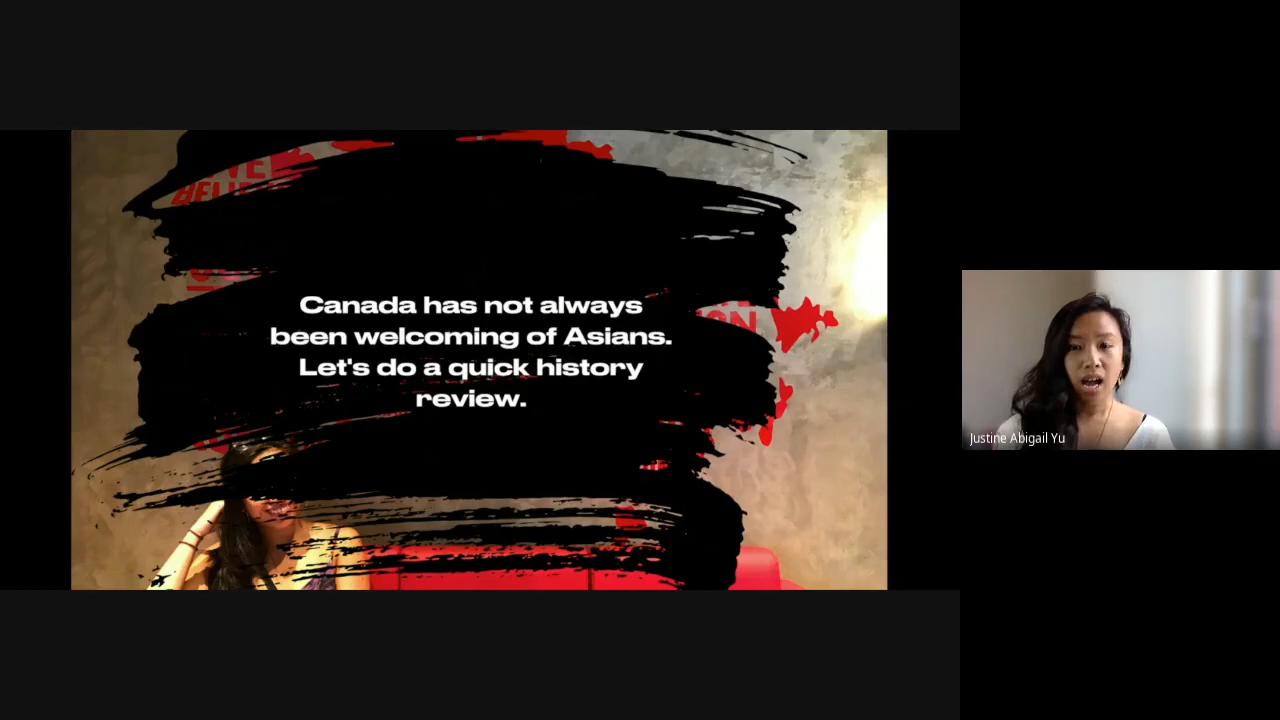 Canada has not always
been welcoming of Asians.
Let's do a quick history
review.
Justine Abigail Yu